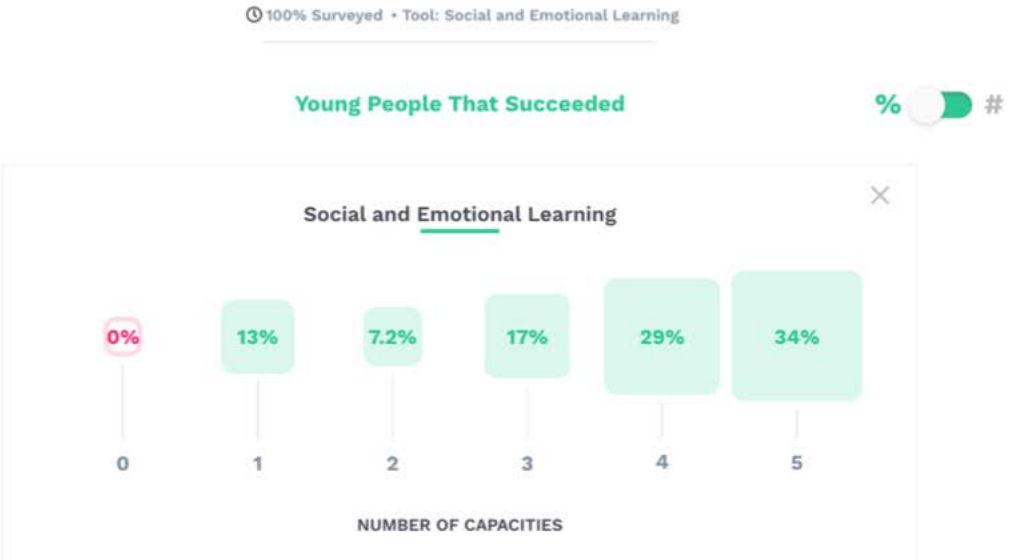 100% Surveyed • Tool: Social and Emotional Learning
Young People That Succeeded
% #
Social and Emotional Learning
0% 13% 7.2% 17% 29% 34%
0 1 2 3 4 5
NUMBER OF CAPACITIES